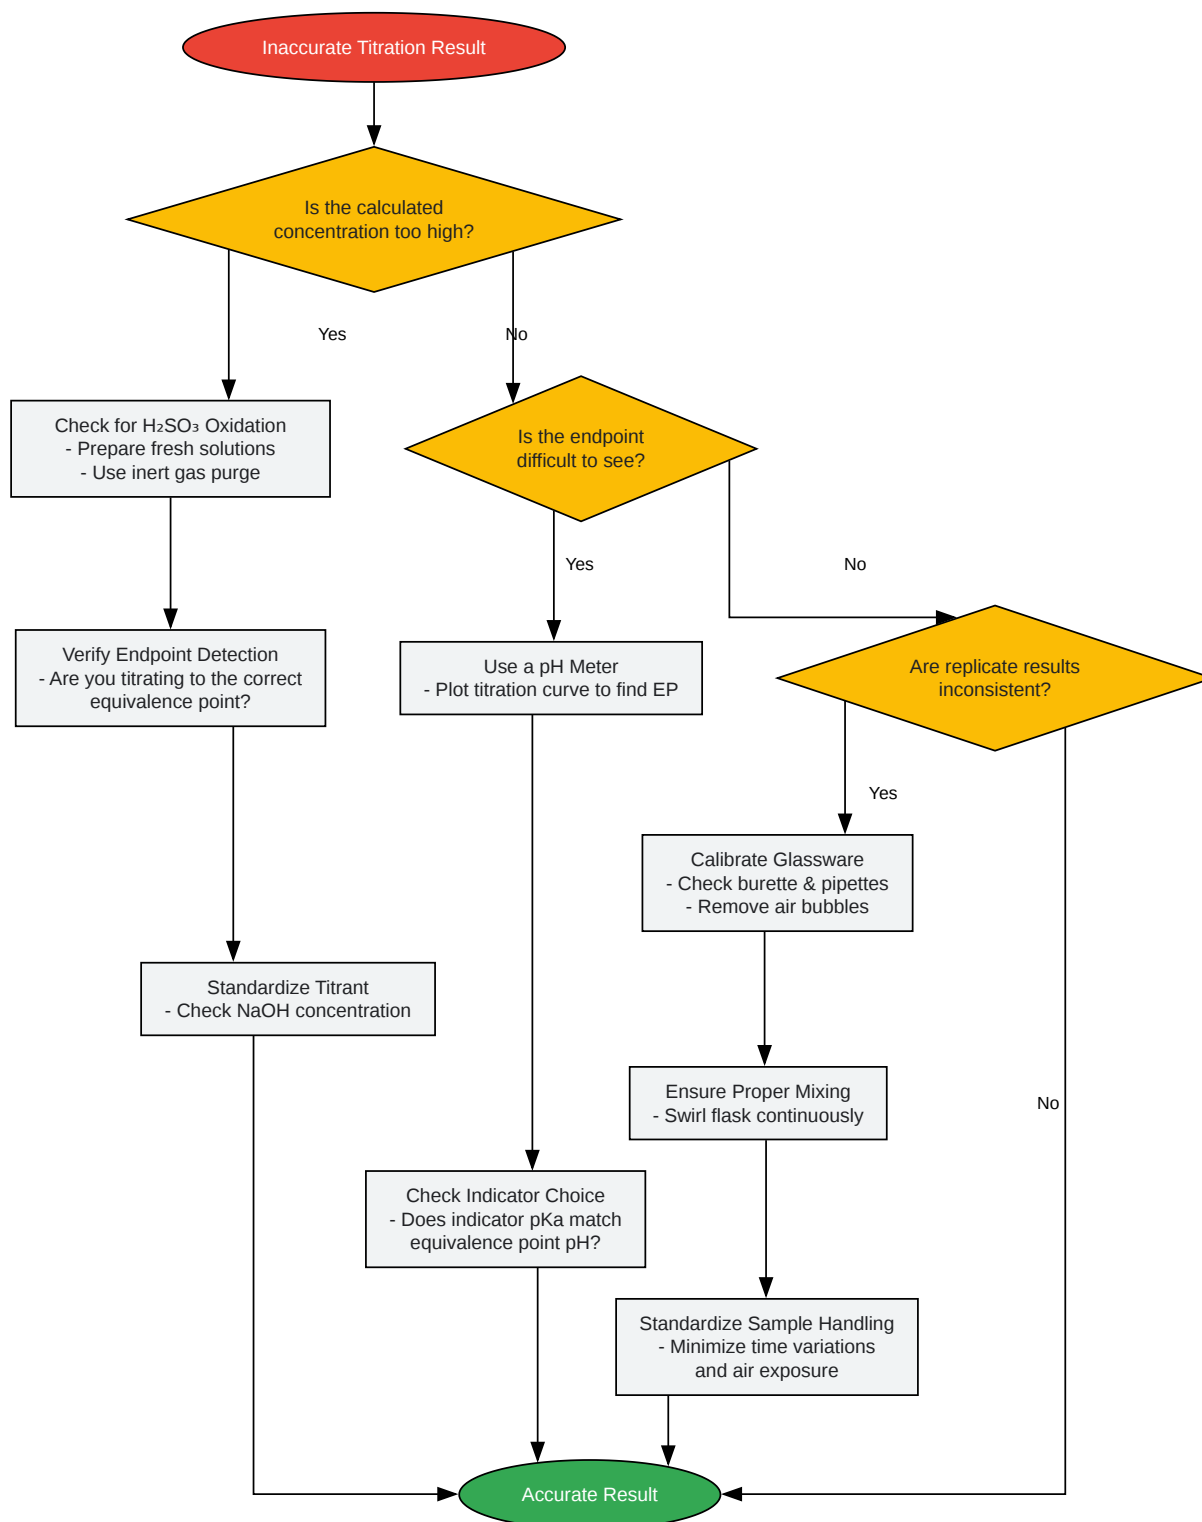 Inaccurate Titration Result
Is the calculated
concentration too high?
Yes
No
Check for H₂SO₃ Oxidation
- Prepare fresh solutions
- Use inert gas purge
Is the endpoint
difficult to see?
Yes
No
Verify Endpoint Detection
- Are you titrating to the correct
equivalence point?
Use a pH Meter
- Plot titration curve to find EP
Are replicate results
inconsistent?
Yes
Calibrate Glassware
- Check burette & pipettes
- Remove air bubbles
Standardize Titrant
- Check NaOH concentration
Ensure Proper Mixing
- Swirl flask continuously
No
Check Indicator Choice
- Does indicator pKa match
equivalence point pH?
Standardize Sample Handling
- Minimize time variations
and air exposure
Accurate Result